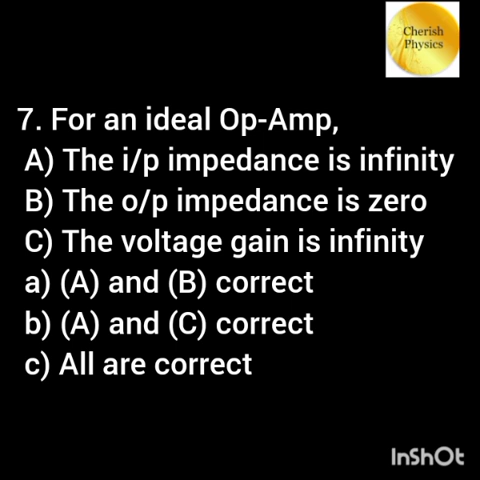 Cherish
Physics
7. For an ideal Op-Amp,
A) The i/p impedance is infinity
B) The o/p impedance is zero
C) The voltage gain is infinity
a) (A) and (B) correct
b) (A) and (C) correct
c) All are correct
InShOt